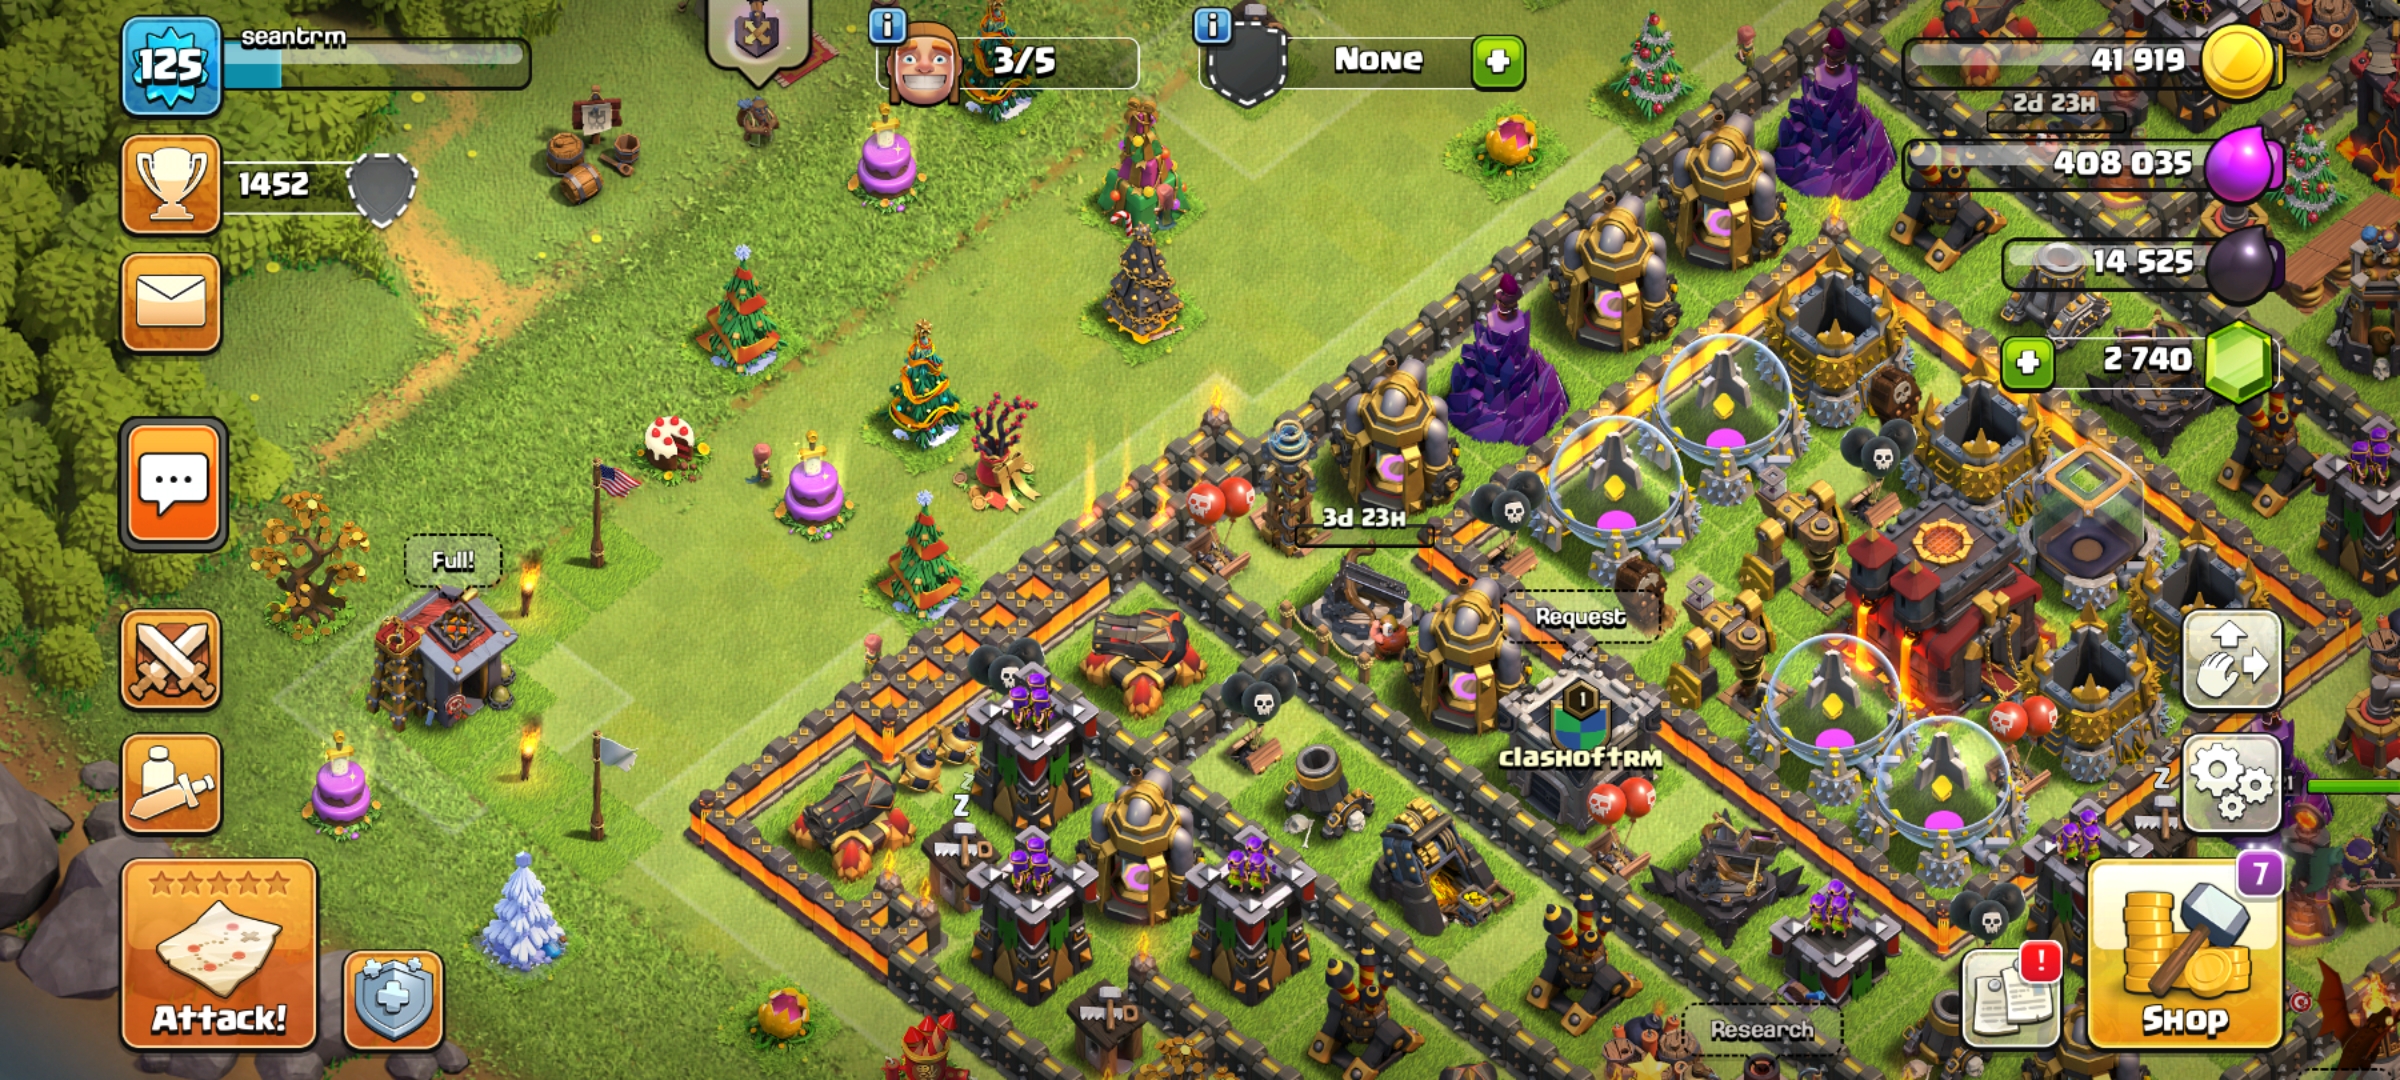 125
seantrm
3/5
None
41 919
2d 23H
1452
408 035
14 525
2 740
3d 23H
Full!
Request
1
clashoftrm
z
Z
z
Z
7
!
Attack!
Shop
Research